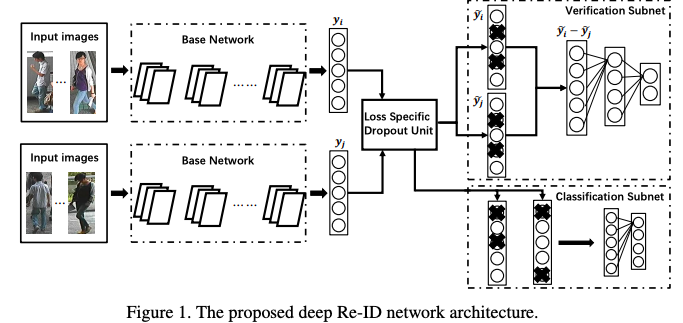 Verification Subnet
Input images
Base Network
y_i
ỹ_i
ỹ_i − ỹ_j
...
......
Loss Specific
Dropout Unit
ỹ_j
Input images
Base Network
y_j
...
......
Classification Subnet
Figure 1. The proposed deep Re-ID network architecture.